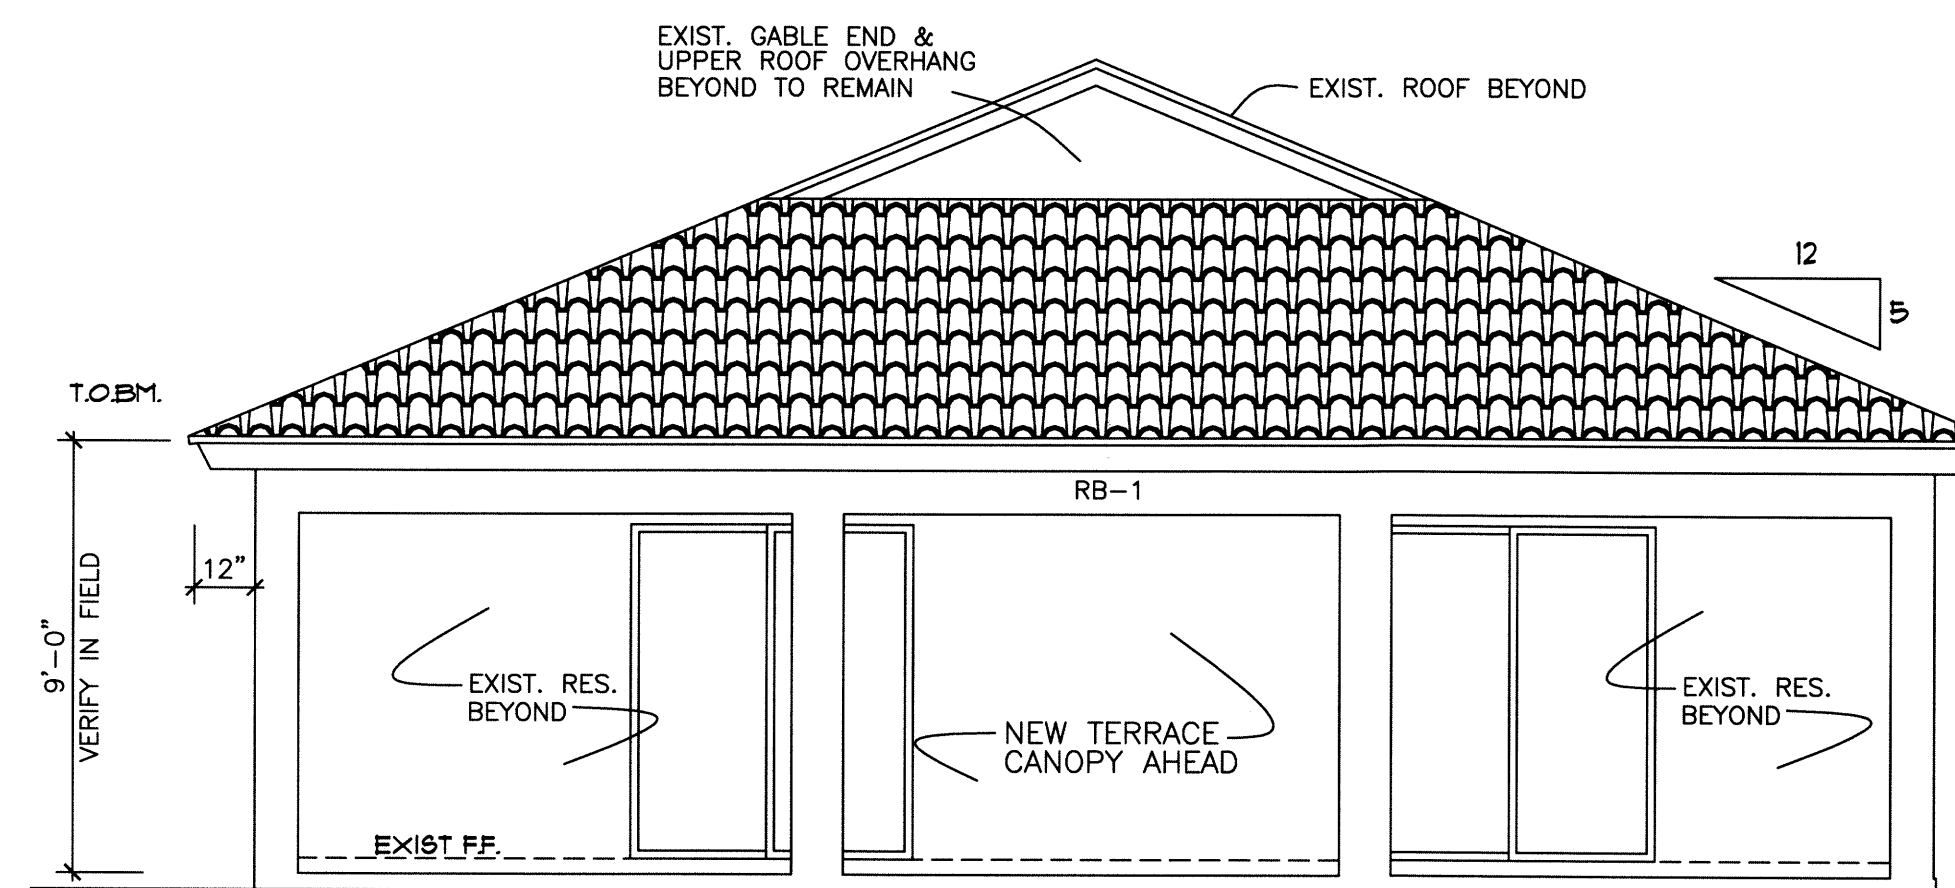 EXIST. GABLE END &
UPPER ROOF OVERHANG
BEYOND TO REMAIN
EXIST. ROOF BEYOND
12
5
T.O.BM.
RB-1
12"
9'-0"
VERIFY IN FIELD
EXIST. RES.
BEYOND
NEW TERRACE
CANOPY AHEAD
EXIST. RES.
BEYOND
EXIST F.F.